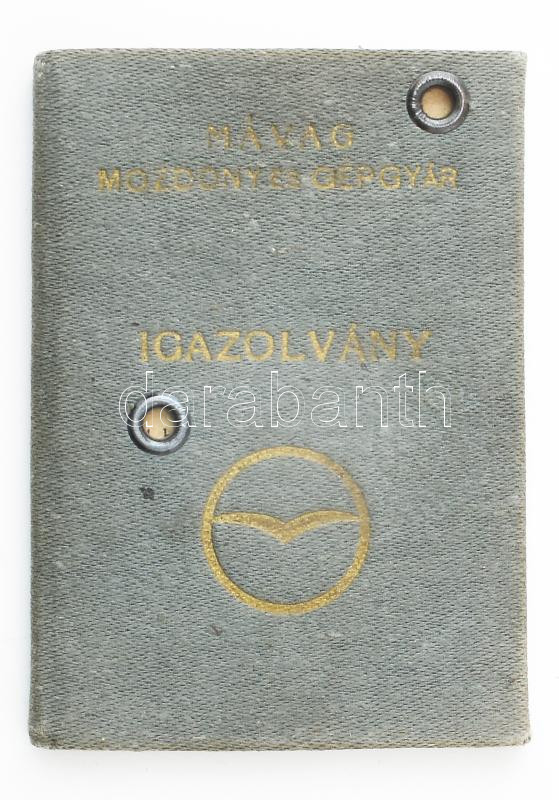 MÁVAG
MOZDONY ÉS GÉPGYÁR
IGAZOLVÁNY
darabanth